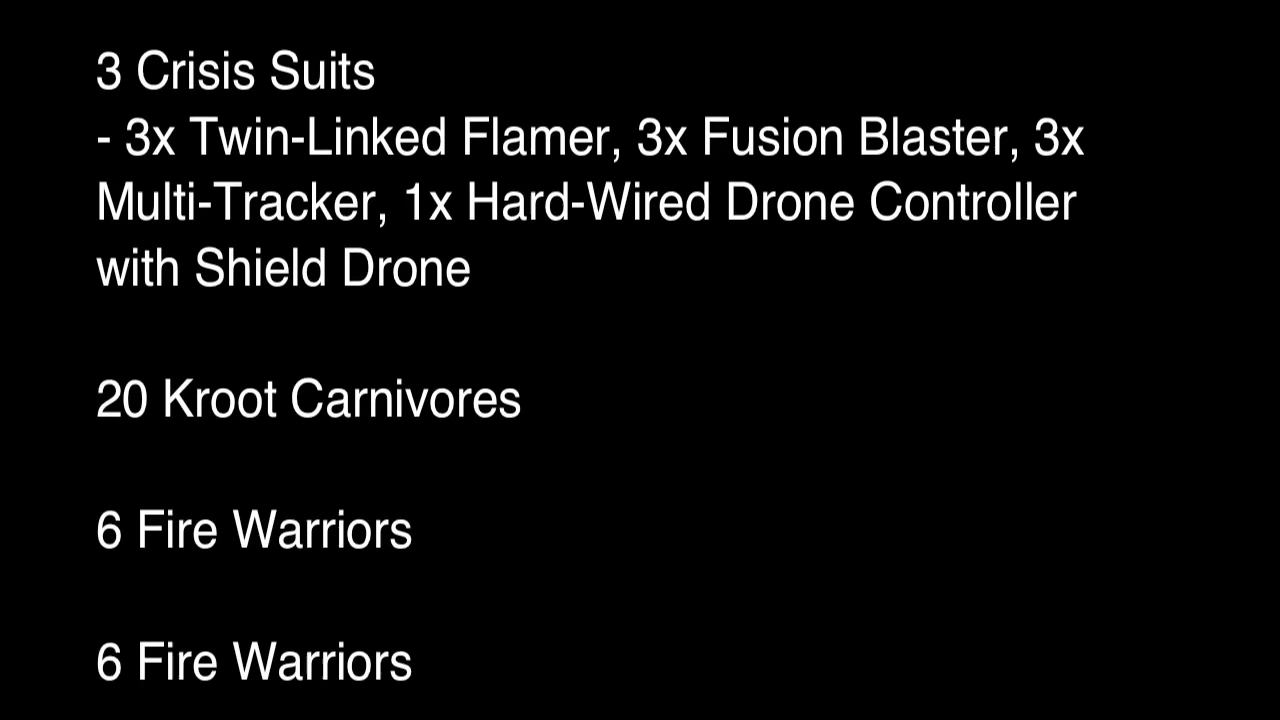 3 Crisis Suits
- 3x Twin-Linked Flamer, 3x Fusion Blaster, 3x
Multi-Tracker, 1x Hard-Wired Drone Controller
with Shield Drone
20 Kroot Carnivores
6 Fire Warriors
6 Fire Warriors